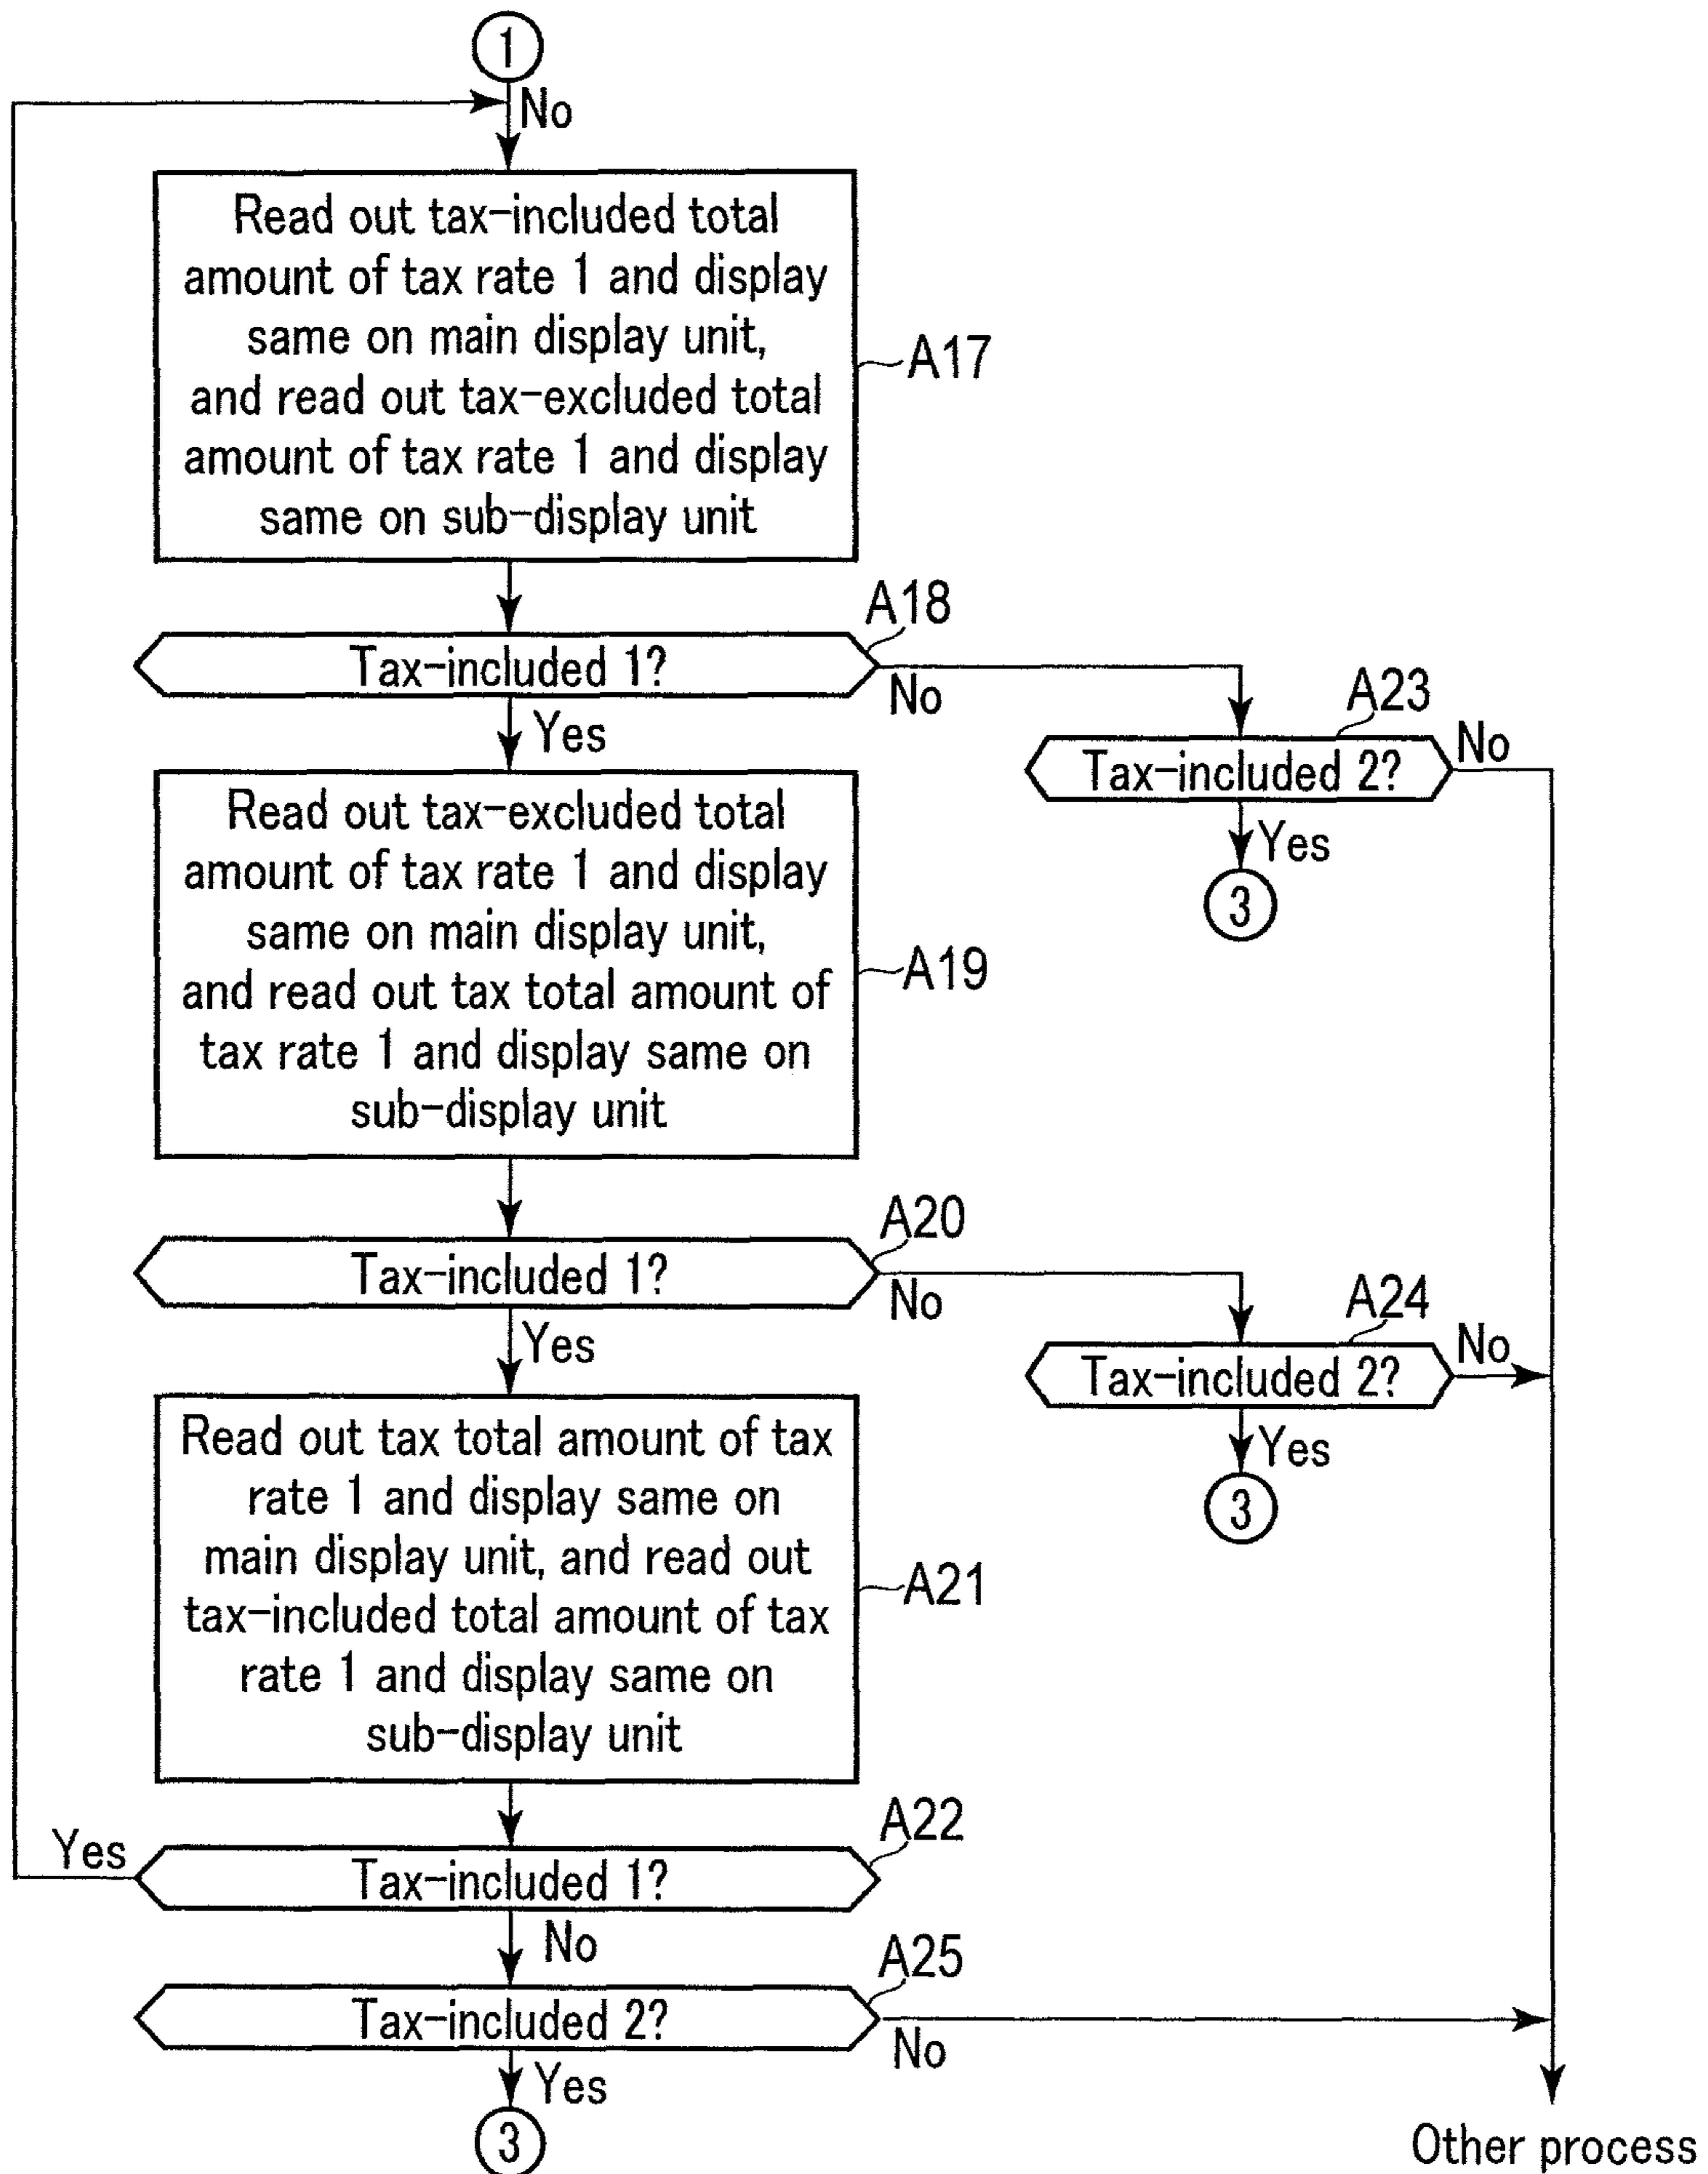 1
No
Read out tax-included total
amount of tax rate 1 and display
same on main display unit,
and read out tax-excluded total
amount of tax rate 1 and display
same on sub-display unit
A17
A18
Tax-included 1?
No
Yes
A23
Tax-included 2?
No
Yes
3
Read out tax-excluded total
amount of tax rate 1 and display
same on main display unit,
and read out tax total amount of
tax rate 1 and display same on
sub-display unit
A19
A20
Tax-included 1?
No
Yes
A24
Tax-included 2?
No
Yes
3
Read out tax total amount of tax
rate 1 and display same on
main display unit, and read out
tax-included total amount of tax
rate 1 and display same on
sub-display unit
A21
A22
Yes
Tax-included 1?
No
A25
Tax-included 2?
No
Yes
3
Other process